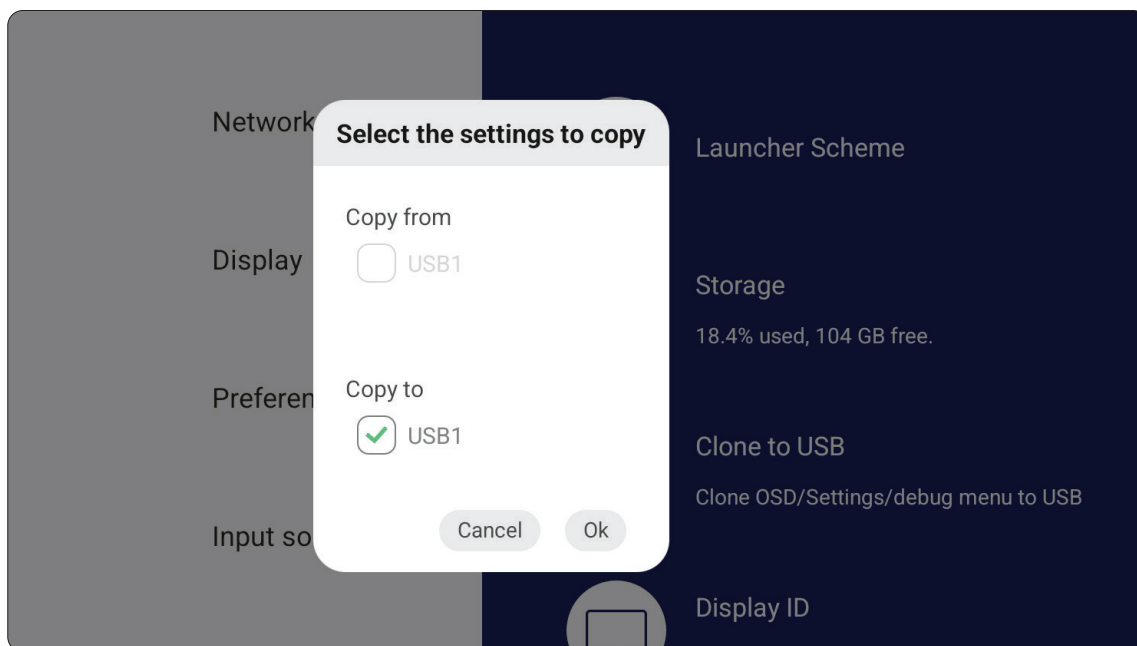 Network
Display
Preferen
Input so
Select the settings to copy
Copy from
USB1
Copy to
USB1
Cancel
Ok
Launcher Scheme
Storage
18.4% used, 104 GB free.
Clone to USB
Clone OSD/Settings/debug menu to USB
Display ID